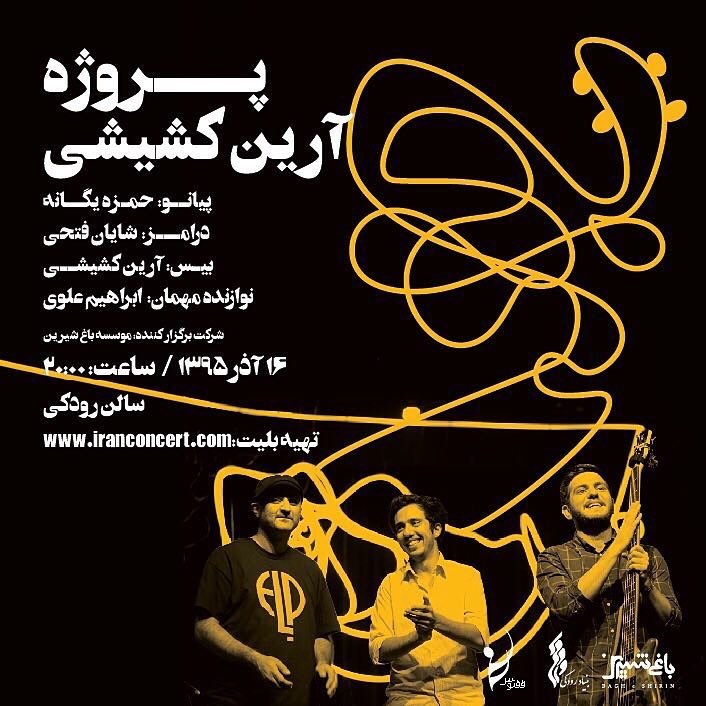 پروژه
آرین کشیشی
پیانو: حمزه یگانه
درامز: شایان فتحی
بیس: آرین کشیشی
نوازنده مهمان: ابراهیم علوی
شرکت برگزار کننده: موسسه باغ شیرین
۱۶ آذر ۱۳۹۵ / ساعت: ۲۰:۰۰
سالن رودکی
تهیه بلیت: www.iranconcert.com
ELP
بنیاد رودکی
باغ شیرین
BAGH e SHIRIN